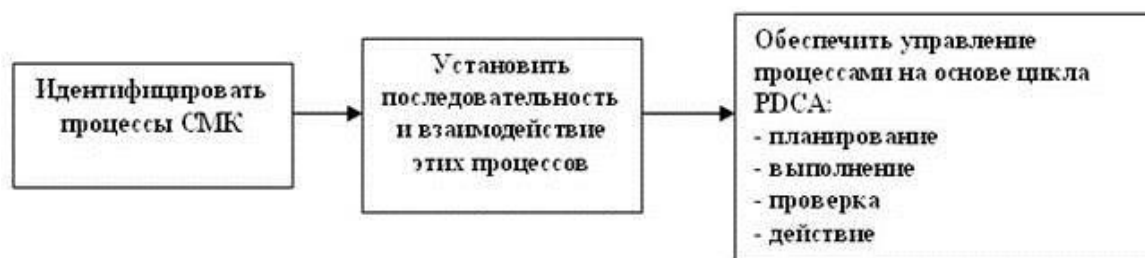 Идентифицировать
процессы СМК
Установить
последовательность
и взаимодействие
этих процессов
Обеспечить управление
процессами на основе цикла
PDCA:
- планирование
- выполнение
- проверка
- действие